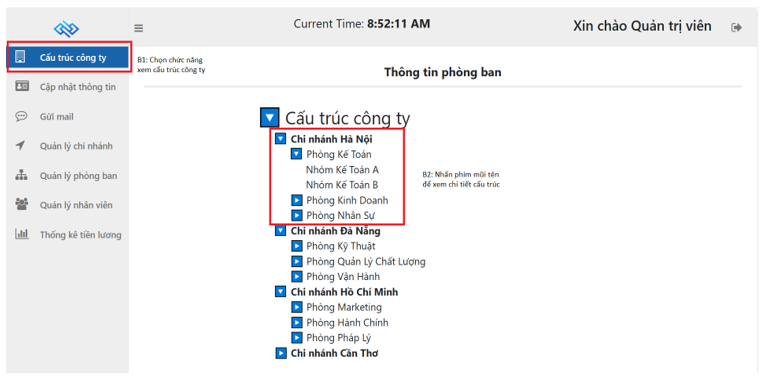 Current Time: 8:52:11 AM
Xin chào Quản trị viên
Cấu trúc công ty
Cập nhật thông tin
Gửi mail
Quản lý chi nhánh
Quản lý phòng ban
Quản lý nhân viên
Thống kê tiền lương
B1: Chọn chức năng
xem cấu trúc công ty
Thông tin phòng ban
Cấu trúc công ty
Chi nhánh Hà Nội
Phòng Kế Toán
Nhóm Kế Toán A
Nhóm Kế Toán B
Phòng Kinh Doanh
Phòng Nhân Sự
B2: Nhấn phím mũi tên
để xem chi tiết cấu trúc
Chi nhánh Đà Nẵng
Phòng Kỹ Thuật
Phòng Quản Lý Chất Lượng
Phòng Vận Hành
Chi nhánh Hồ Chí Minh
Phòng Marketing
Phòng Hành Chính
Phòng Pháp Lý
Chi nhánh Cần Thơ